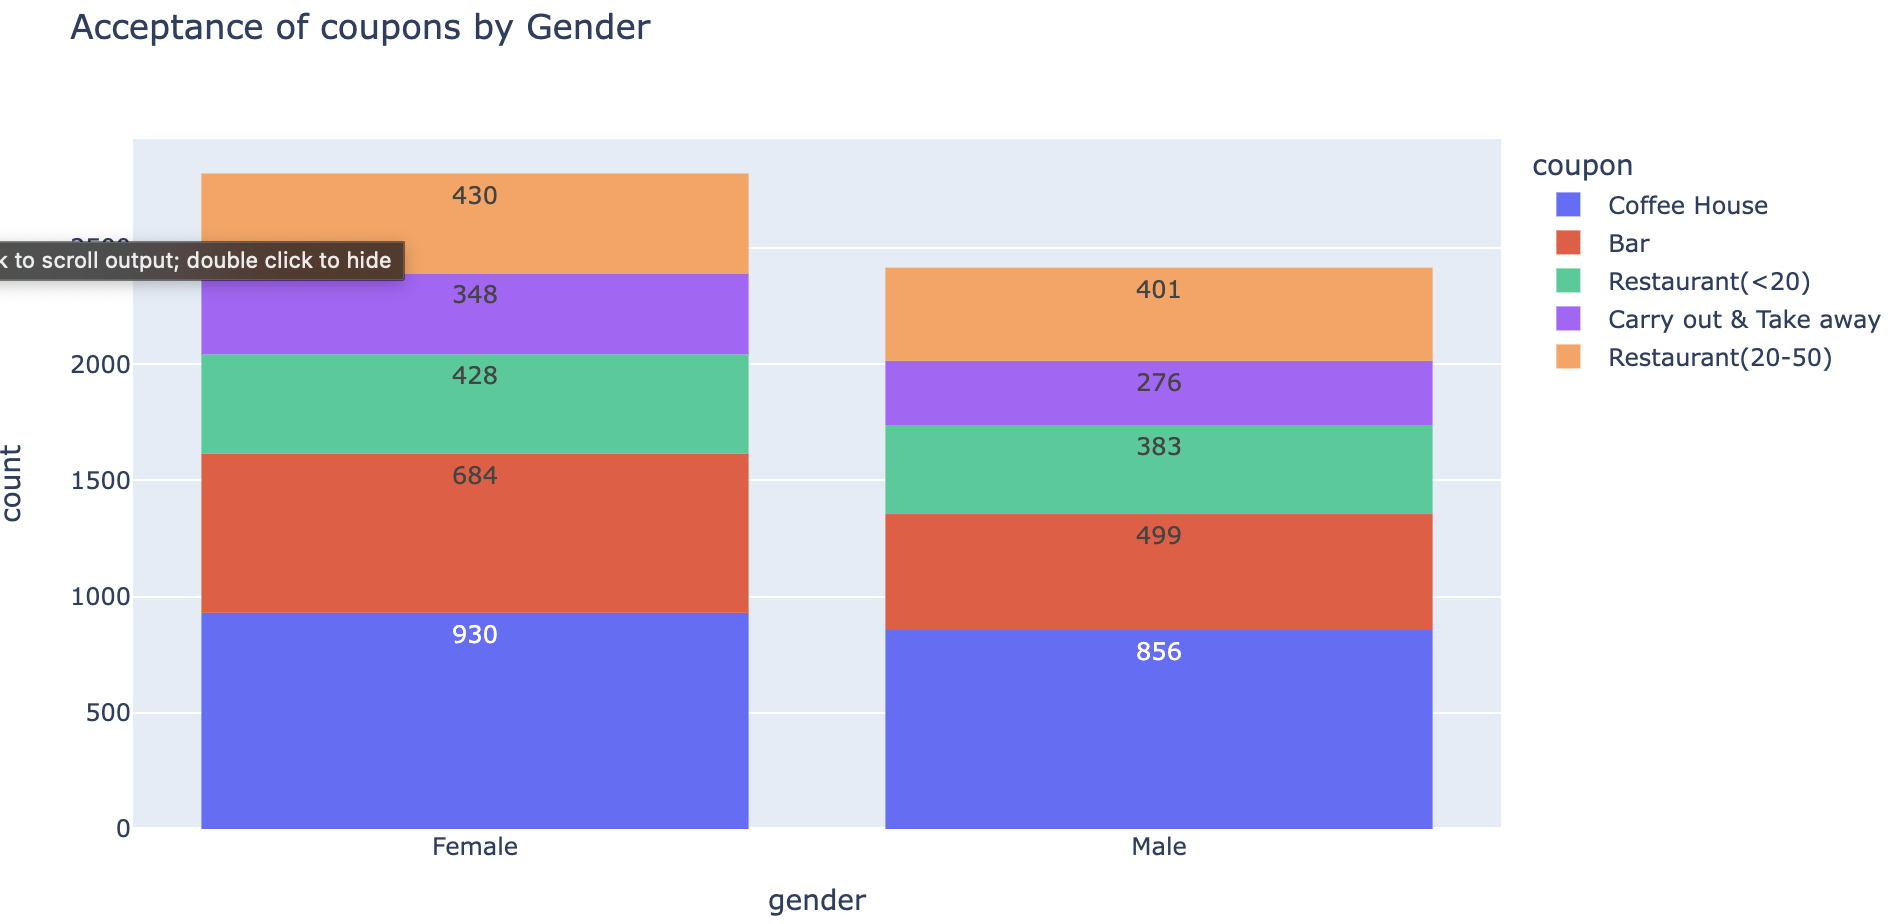 Acceptance of coupons by Gender
coupon
Coffee House
Bar
Restaurant(<20)
Carry out & Take away
Restaurant(20-50)
430
348
428
684
930
401
276
383
499
856
to scroll output; double click to hide
2000
1500
1000
500
0
count
Female
Male
gender